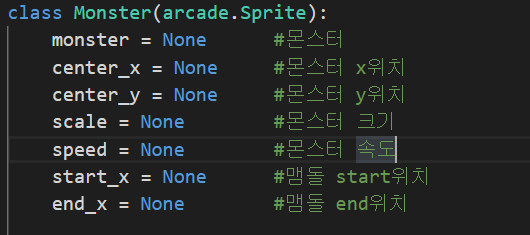 class Monster(arcade.Sprite):
monster = None #몬스터
center_x = None #몬스터 x위치
center_y = None #몬스터 y위치
scale = None #몬스터 크기
speed = None #몬스터 속도
start_x = None #맴돌 start위치
end_x = None #맴돌 end위치